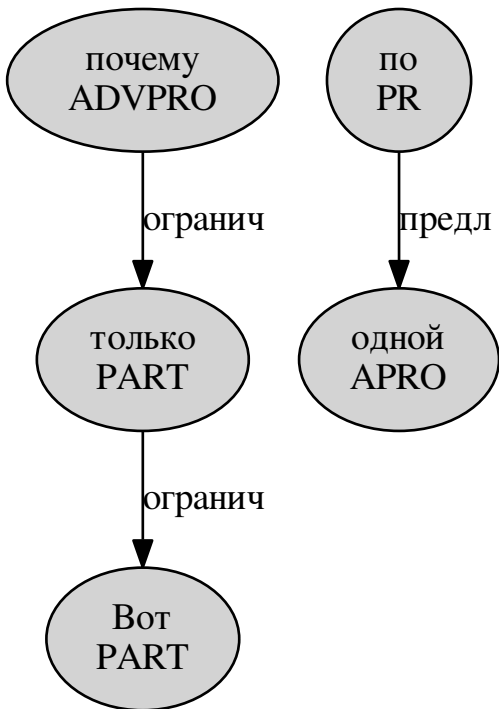 почему
ADVPRO
по
PR
огранич
предл
только
PART
одной
APRO
огранич
Вот
PART